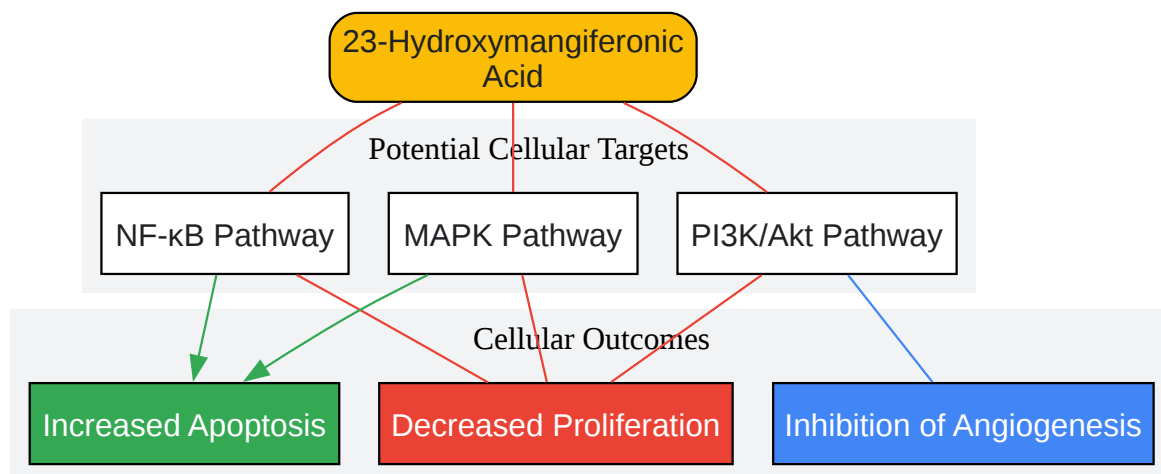 23-Hydroxymangiferonic
Acid
Potential Cellular Targets
NF-κB Pathway
MAPK Pathway
PI3K/Akt Pathway
Cellular Outcomes
Increased Apoptosis
Decreased Proliferation
Inhibition of Angiogenesis